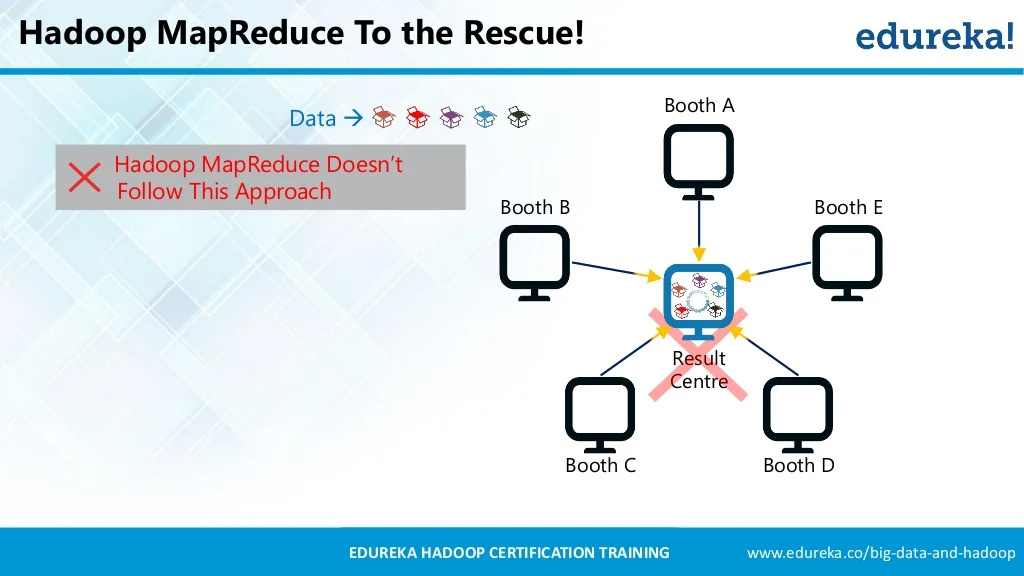 Hadoop MapReduce To the Rescue!
edureka!
Data →
Booth A
Hadoop MapReduce Doesn't
Follow This Approach
Booth B
Booth E
Result
Centre
Booth C
Booth D
EDUREKA HADOOP CERTIFICATION TRAINING
www.edureka.co/big-data-and-hadoop